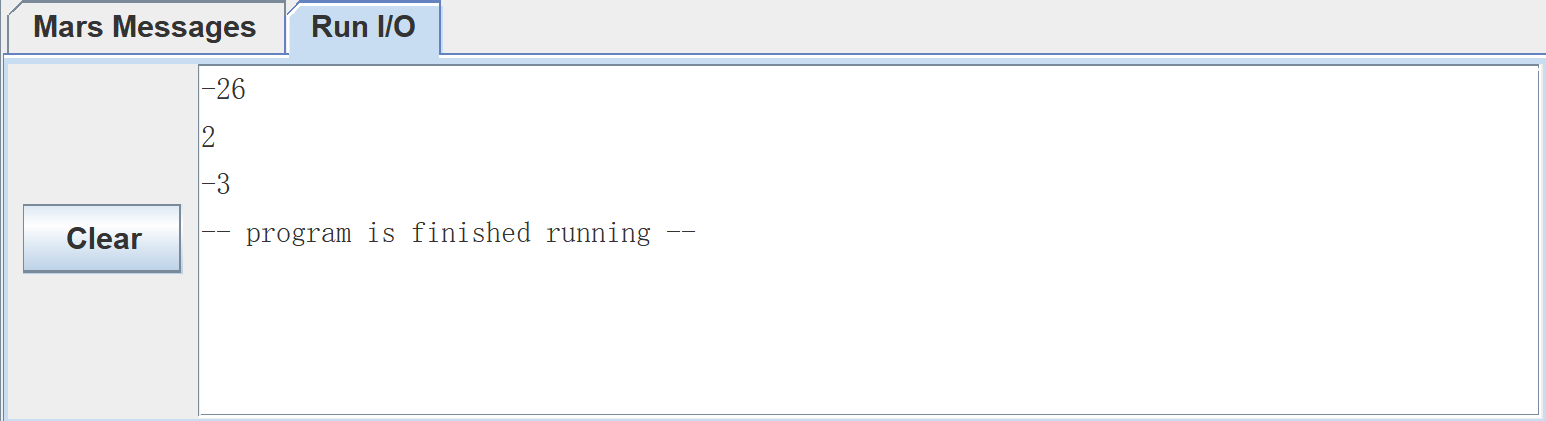 Mars Messages Run I/O
-26
2
-3
Clear
-- program is finished running --